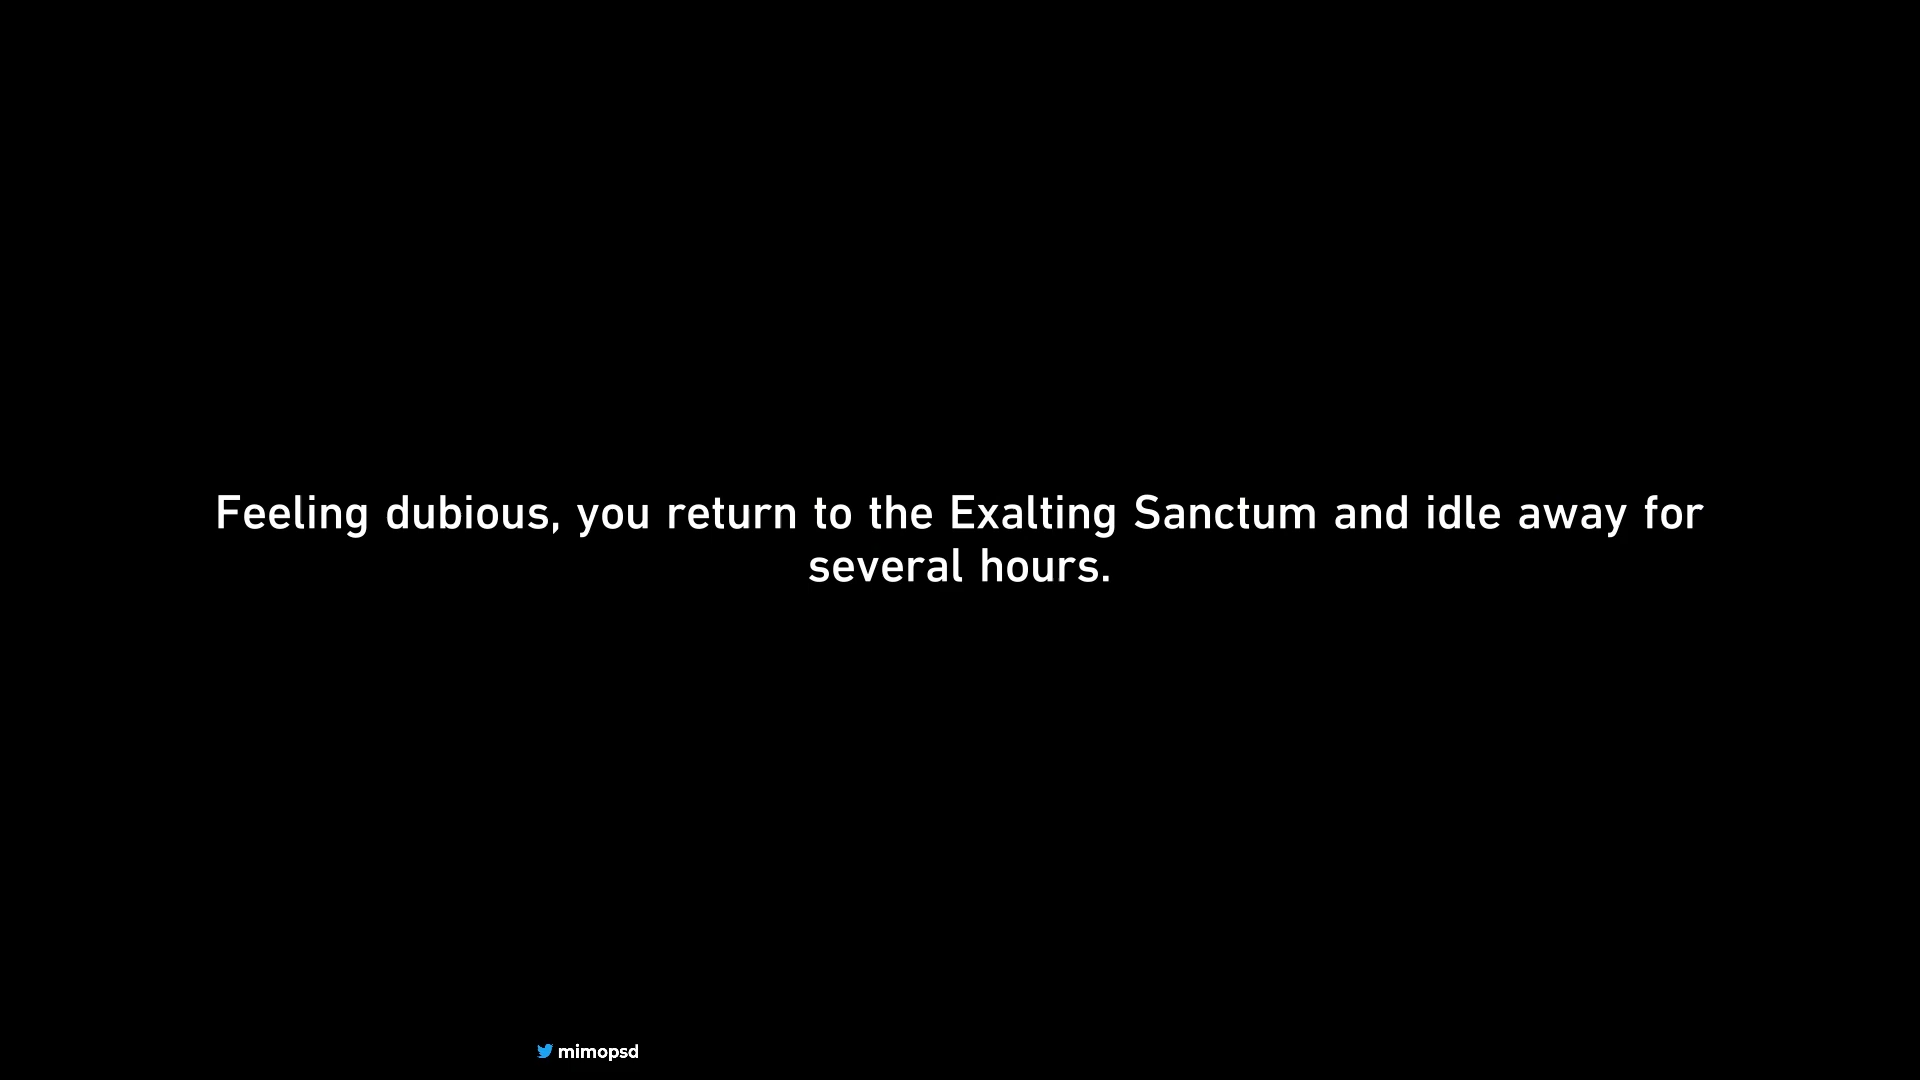 Feeling dubious, you return to the Exalting Sanctum and idle away for
several hours.
mimopsd